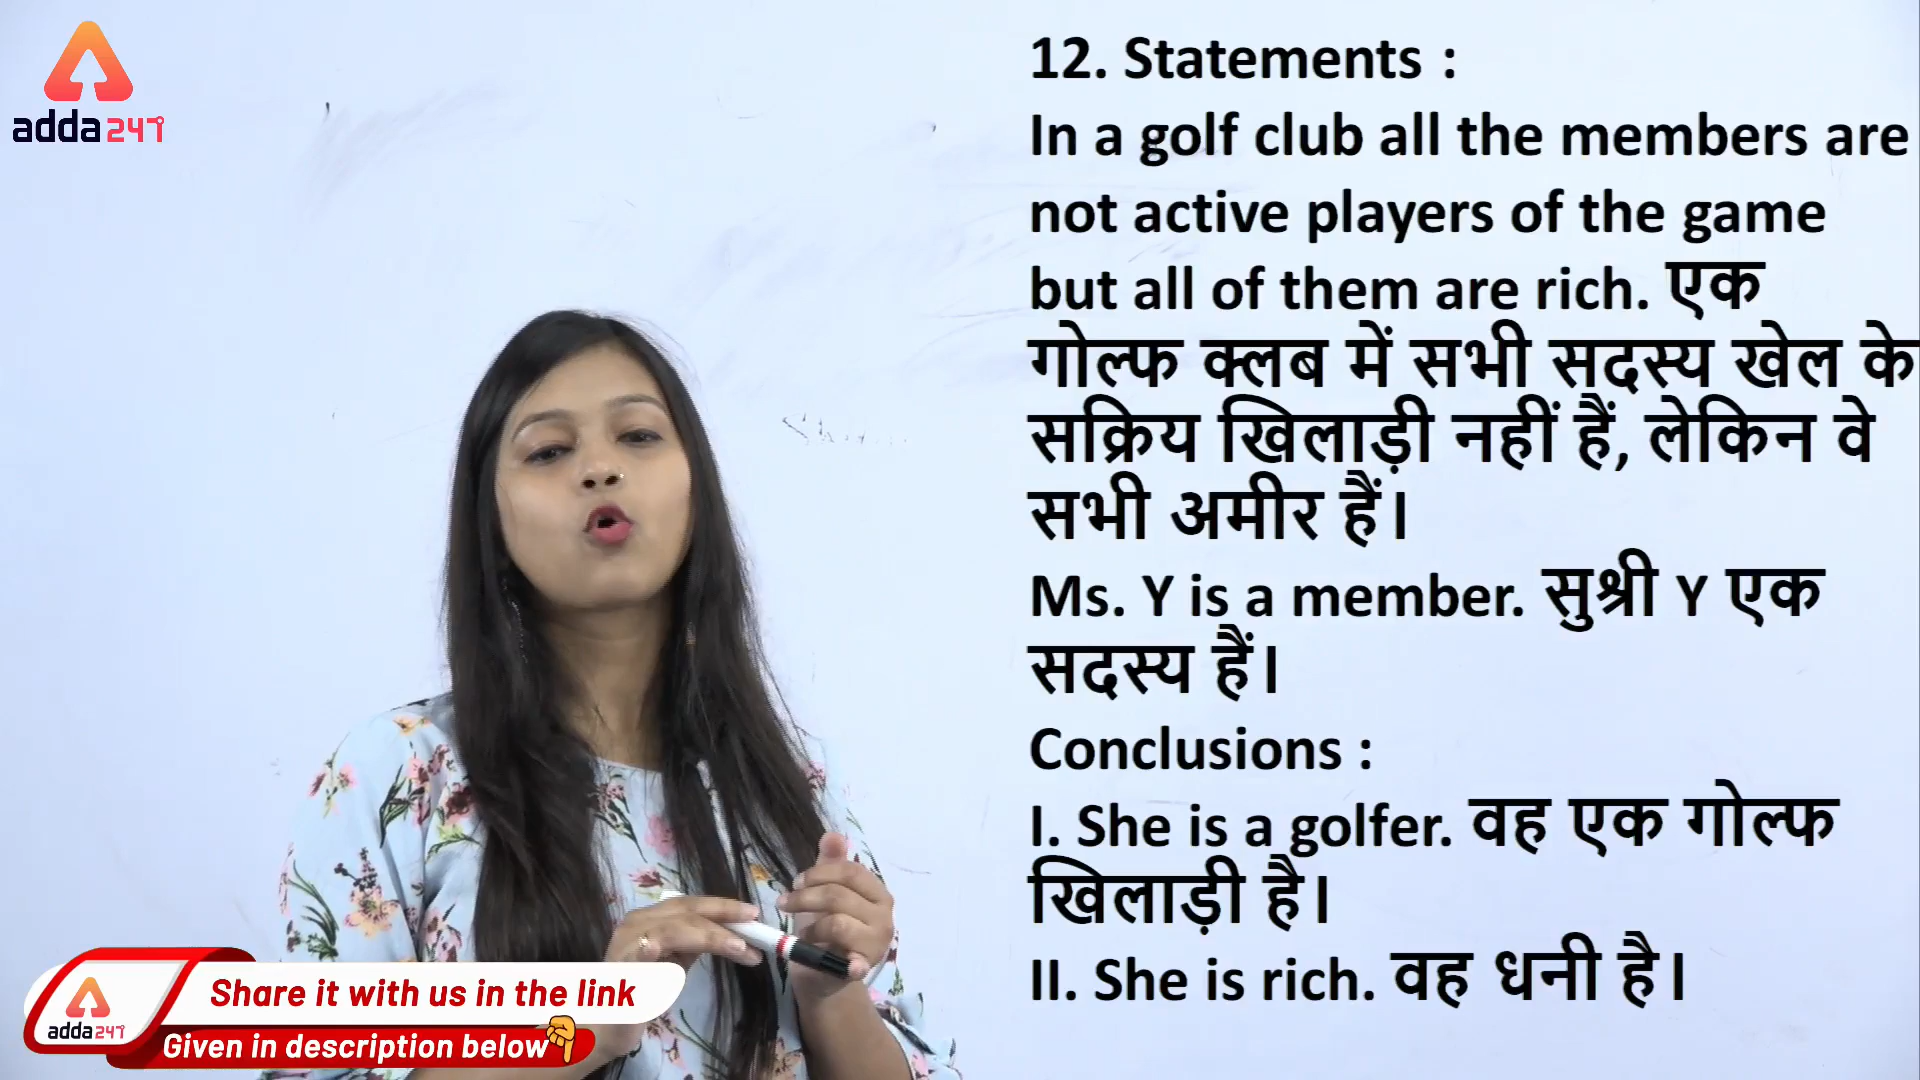 adda247
12. Statements :
In a golf club all the members are
not active players of the game
but all of them are rich. एक
गोल्फ क्लब में सभी सदस्य खेल के
सक्रिय खिलाड़ी नहीं हैं, लेकिन वे
सभी अमीर हैं।
Ms. Y is a member. सुश्री Y एक
सदस्य हैं।
Conclusions :
I. She is a golfer. वह एक गोल्फ
खिलाड़ी है।
II. She is rich. वह धनी है।
adda247
Share it with us in the link
Given in description below